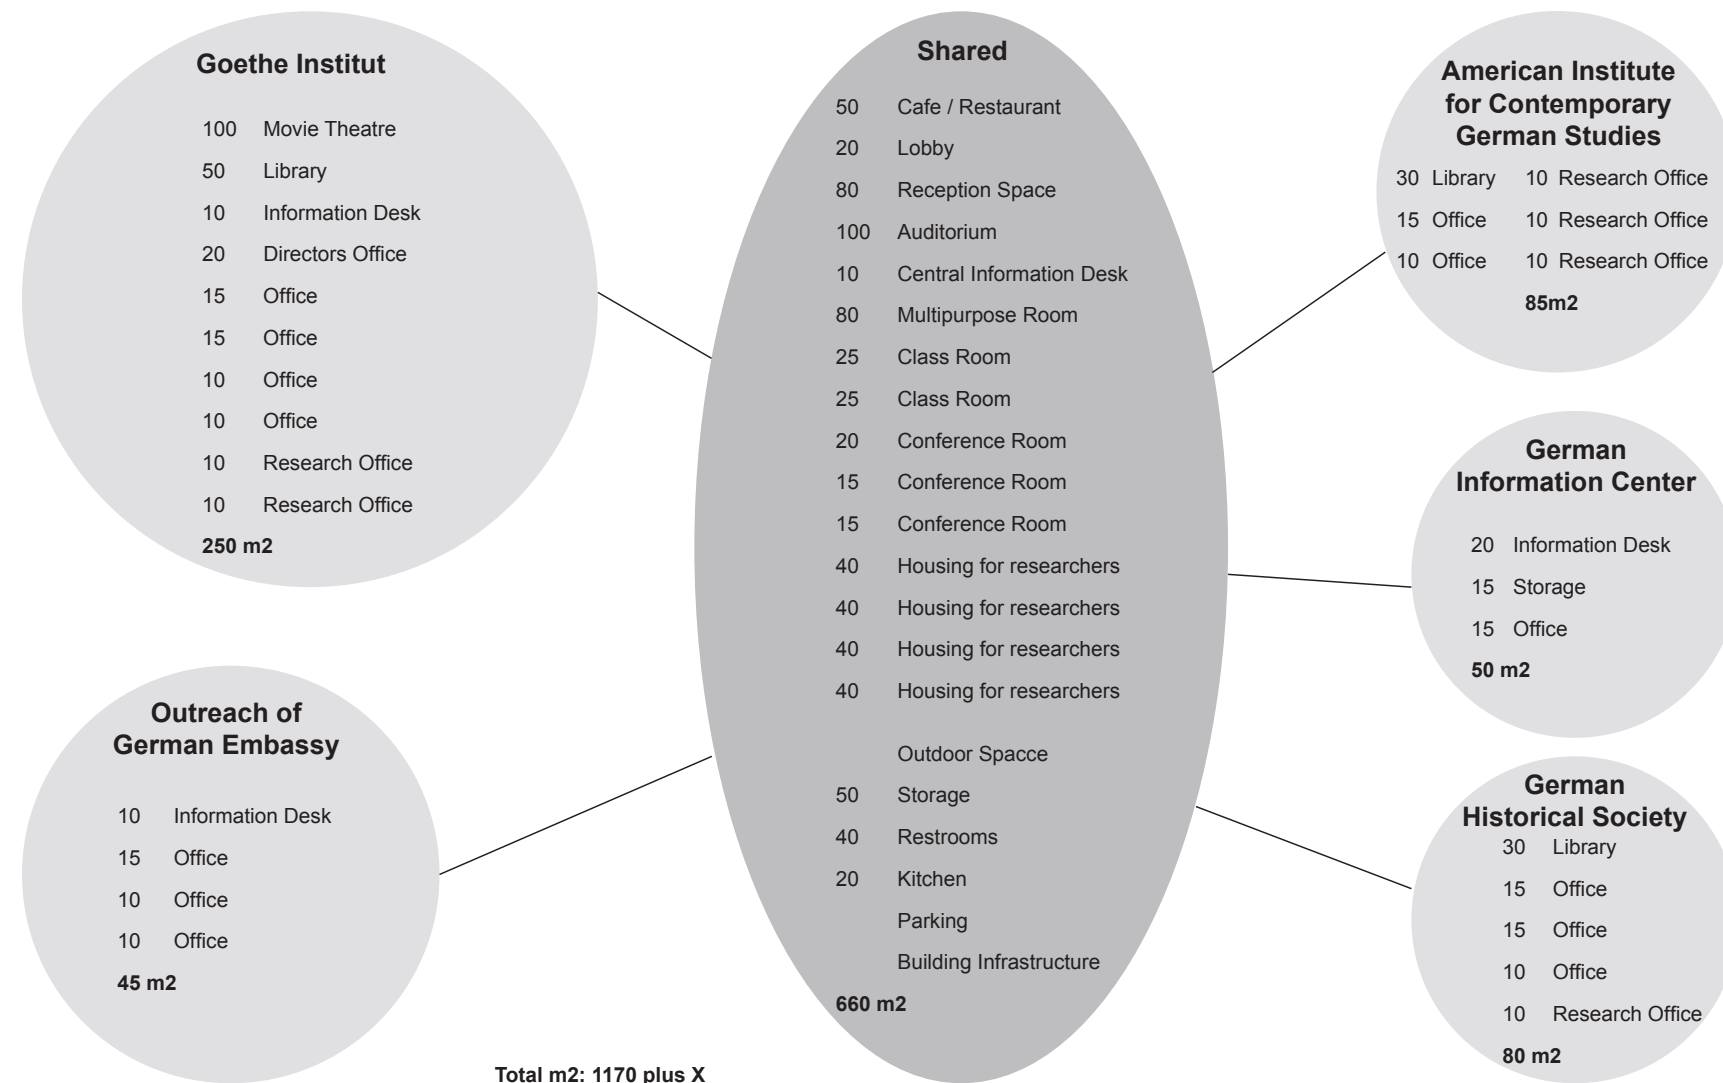 Goethe Institut
100 Movie Theatre
50 Library
10 Information Desk
20 Directors Office
15 Office
15 Office
10 Office
10 Office
10 Research Office
10 Research Office
250 m2
Outreach of
German Embassy
10 Information Desk
15 Office
10 Office
10 Office
45 m2
Shared
50 Cafe / Restaurant
20 Lobby
80 Reception Space
100 Auditorium
10 Central Information Desk
80 Multipurpose Room
25 Class Room
25 Class Room
20 Conference Room
15 Conference Room
15 Conference Room
40 Housing for researchers
40 Housing for researchers
40 Housing for researchers
40 Housing for researchers
Outdoor Spacce
50 Storage
40 Restrooms
20 Kitchen
Parking
Building Infrastructure
660 m2
American Institute
for Contemporary
German Studies
30 Library 10 Research Office
15 Office 10 Research Office
10 Office 10 Research Office
85m2
German
Information Center
20 Information Desk
15 Storage
15 Office
50 m2
German
Historical Society
30 Library
15 Office
15 Office
10 Office
10 Research Office
80 m2
Total m2: 1170 plus X